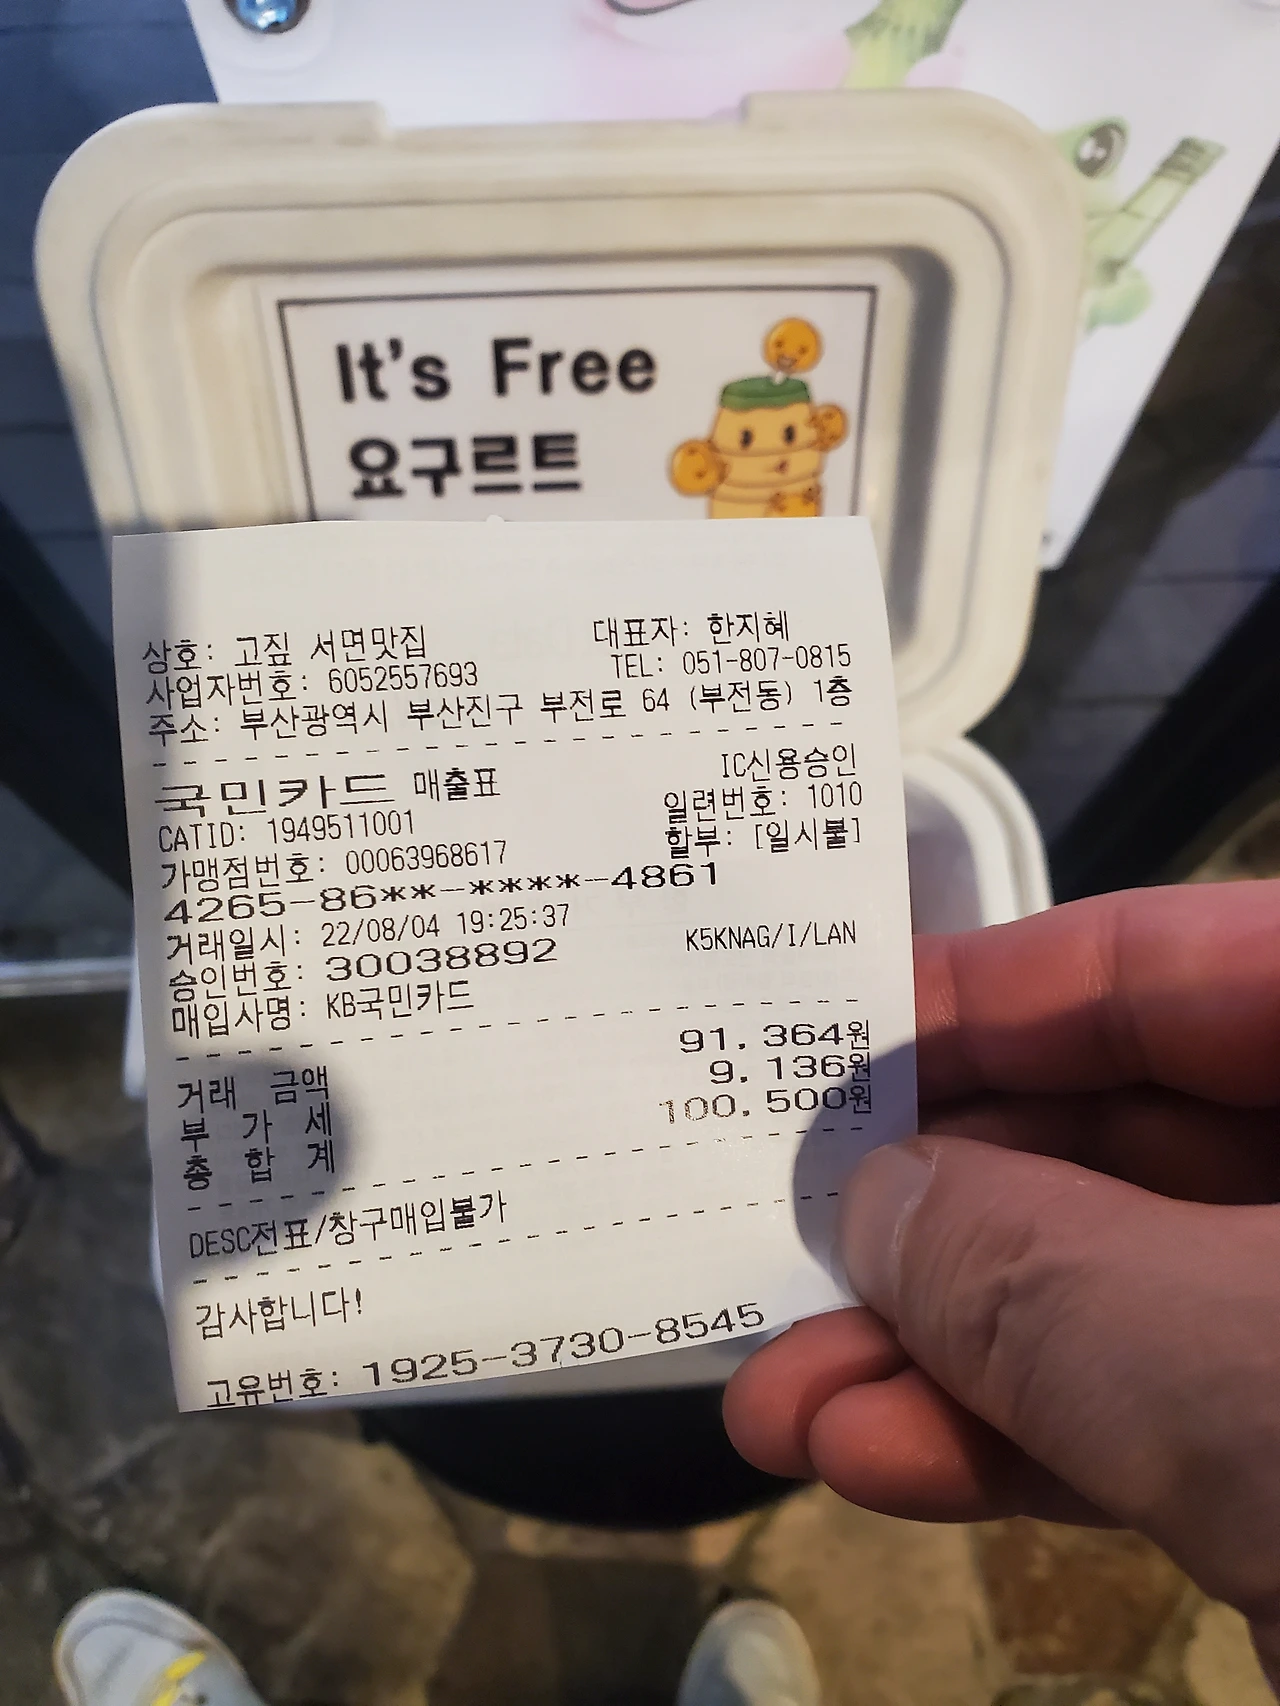 It's Free
요구르트
상호: 고짚 서면맛집 대표자: 한지혜
사업자번호: 6052557693 TEL: 051-807-0815
주소: 부산광역시 부산진구 부전로 64 (부전동) 1층
국민카드 매출표 IC신용승인
CATID: 1949511001 일련번호: 1010
가맹점번호: 00063968617 할부: [일시불]
4265-86**-****-4861
거래일시: 22/08/04 19:25:37
승인번호: 30038892 K5KNAG/I/LAN
매입사명: KB국민카드
거래 금액 91,364원
부 가 세 9,136원
총 합 계 100,500원
DESC전표/창구매입불가
감사합니다!
고유번호: 1925-3730-8545